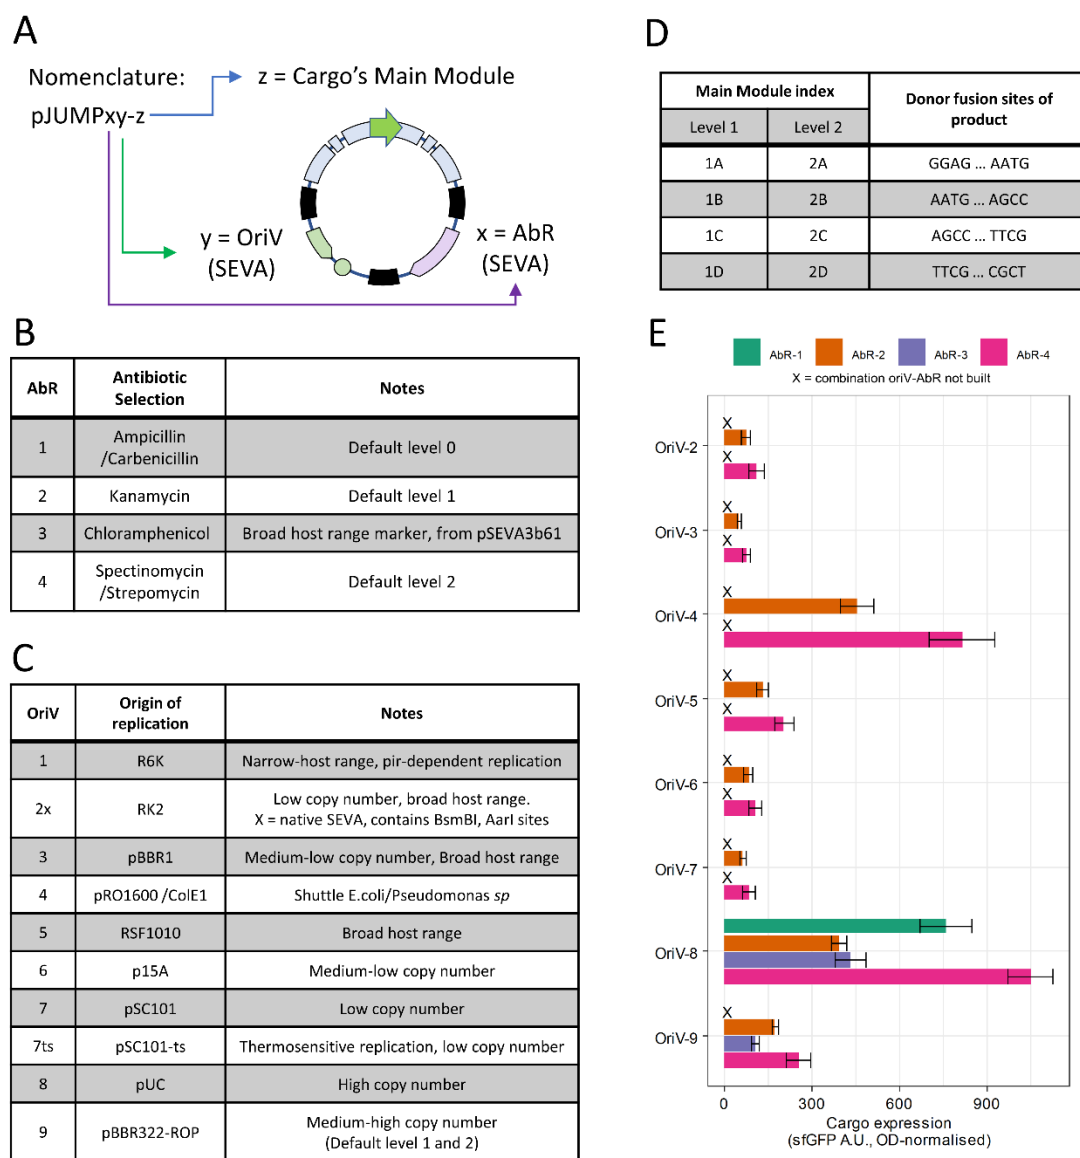 A
Nomenclature:
pJUMPxy-z
z = Cargo's Main Module
y = OriV
(SEVA)
x = AbR
(SEVA)
B
AbR
Antibiotic
Selection
Notes
1
Ampicillin
/Carbenicillin
Default level 0
2
Kanamycin
Default level 1
3
Chloramphenicol
Broad host range marker, from pSEVA3b61
4
Spectinomycin
/Strepomycin
Default level 2
C
OriV
Origin of
replication
Notes
1
R6K
Narrow-host range, pir-dependent replication
2x
RK2
Low copy number, broad host range.
X = native SEVA, contains BsmBI, AarI sites
3
pBBR1
Medium-low copy number, Broad host range
4
pRO1600 /ColE1
Shuttle E.coli/Pseudomonas sp
5
RSF1010
Broad host range
6
p15A
Medium-low copy number
7
pSC101
Low copy number
7ts
pSC101-ts
Thermosensitive replication, low copy number
8
pUC
High copy number
9
pBBR322-ROP
Medium-high copy number
(Default level 1 and 2)
D
Main Module index
Donor fusion sites of
product
Level 1
Level 2
1A
2A
GGAG ... AATG
1B
2B
AATG ... AGCC
1C
2C
AGCC ... TTCG
1D
2D
TTCG ... CGCT
E
AbR-1
AbR-2
AbR-3
AbR-4
X = combination oriV-AbR not built
X
OriV-2
X
X
OriV-3
X
X
OriV-4
X
X
OriV-5
X
X
OriV-6
X
X
OriV-7
X
OriV-8
X
OriV-9
0
300
600
900
Cargo expression
(sfGFP A.U., OD-normalised)